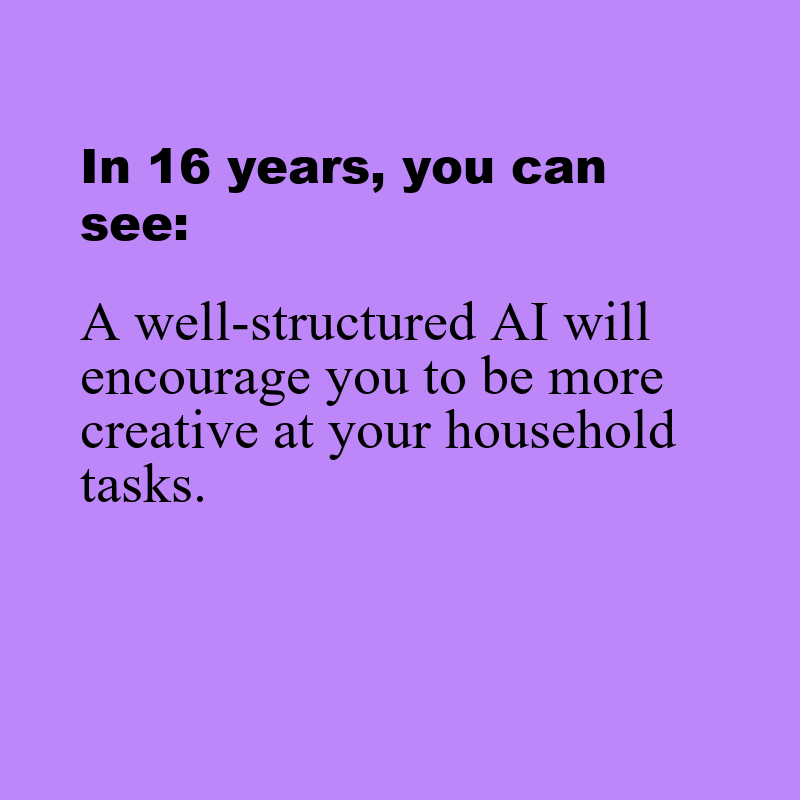 In 16 years, you can
see:
A well-structured AI will
encourage you to be more
creative at your household
tasks.